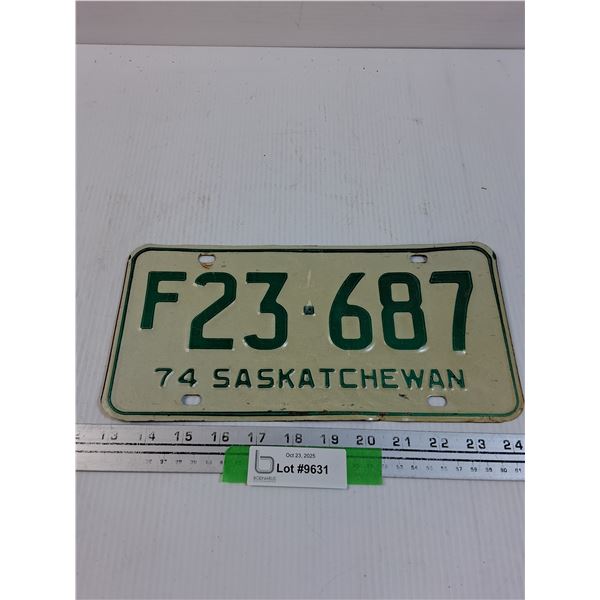 F23·687
74 SASKATCHEWAN
13 14 15 16 17 18 19 20 21 22 23 24
Oct 23, 2025
Lot #9631